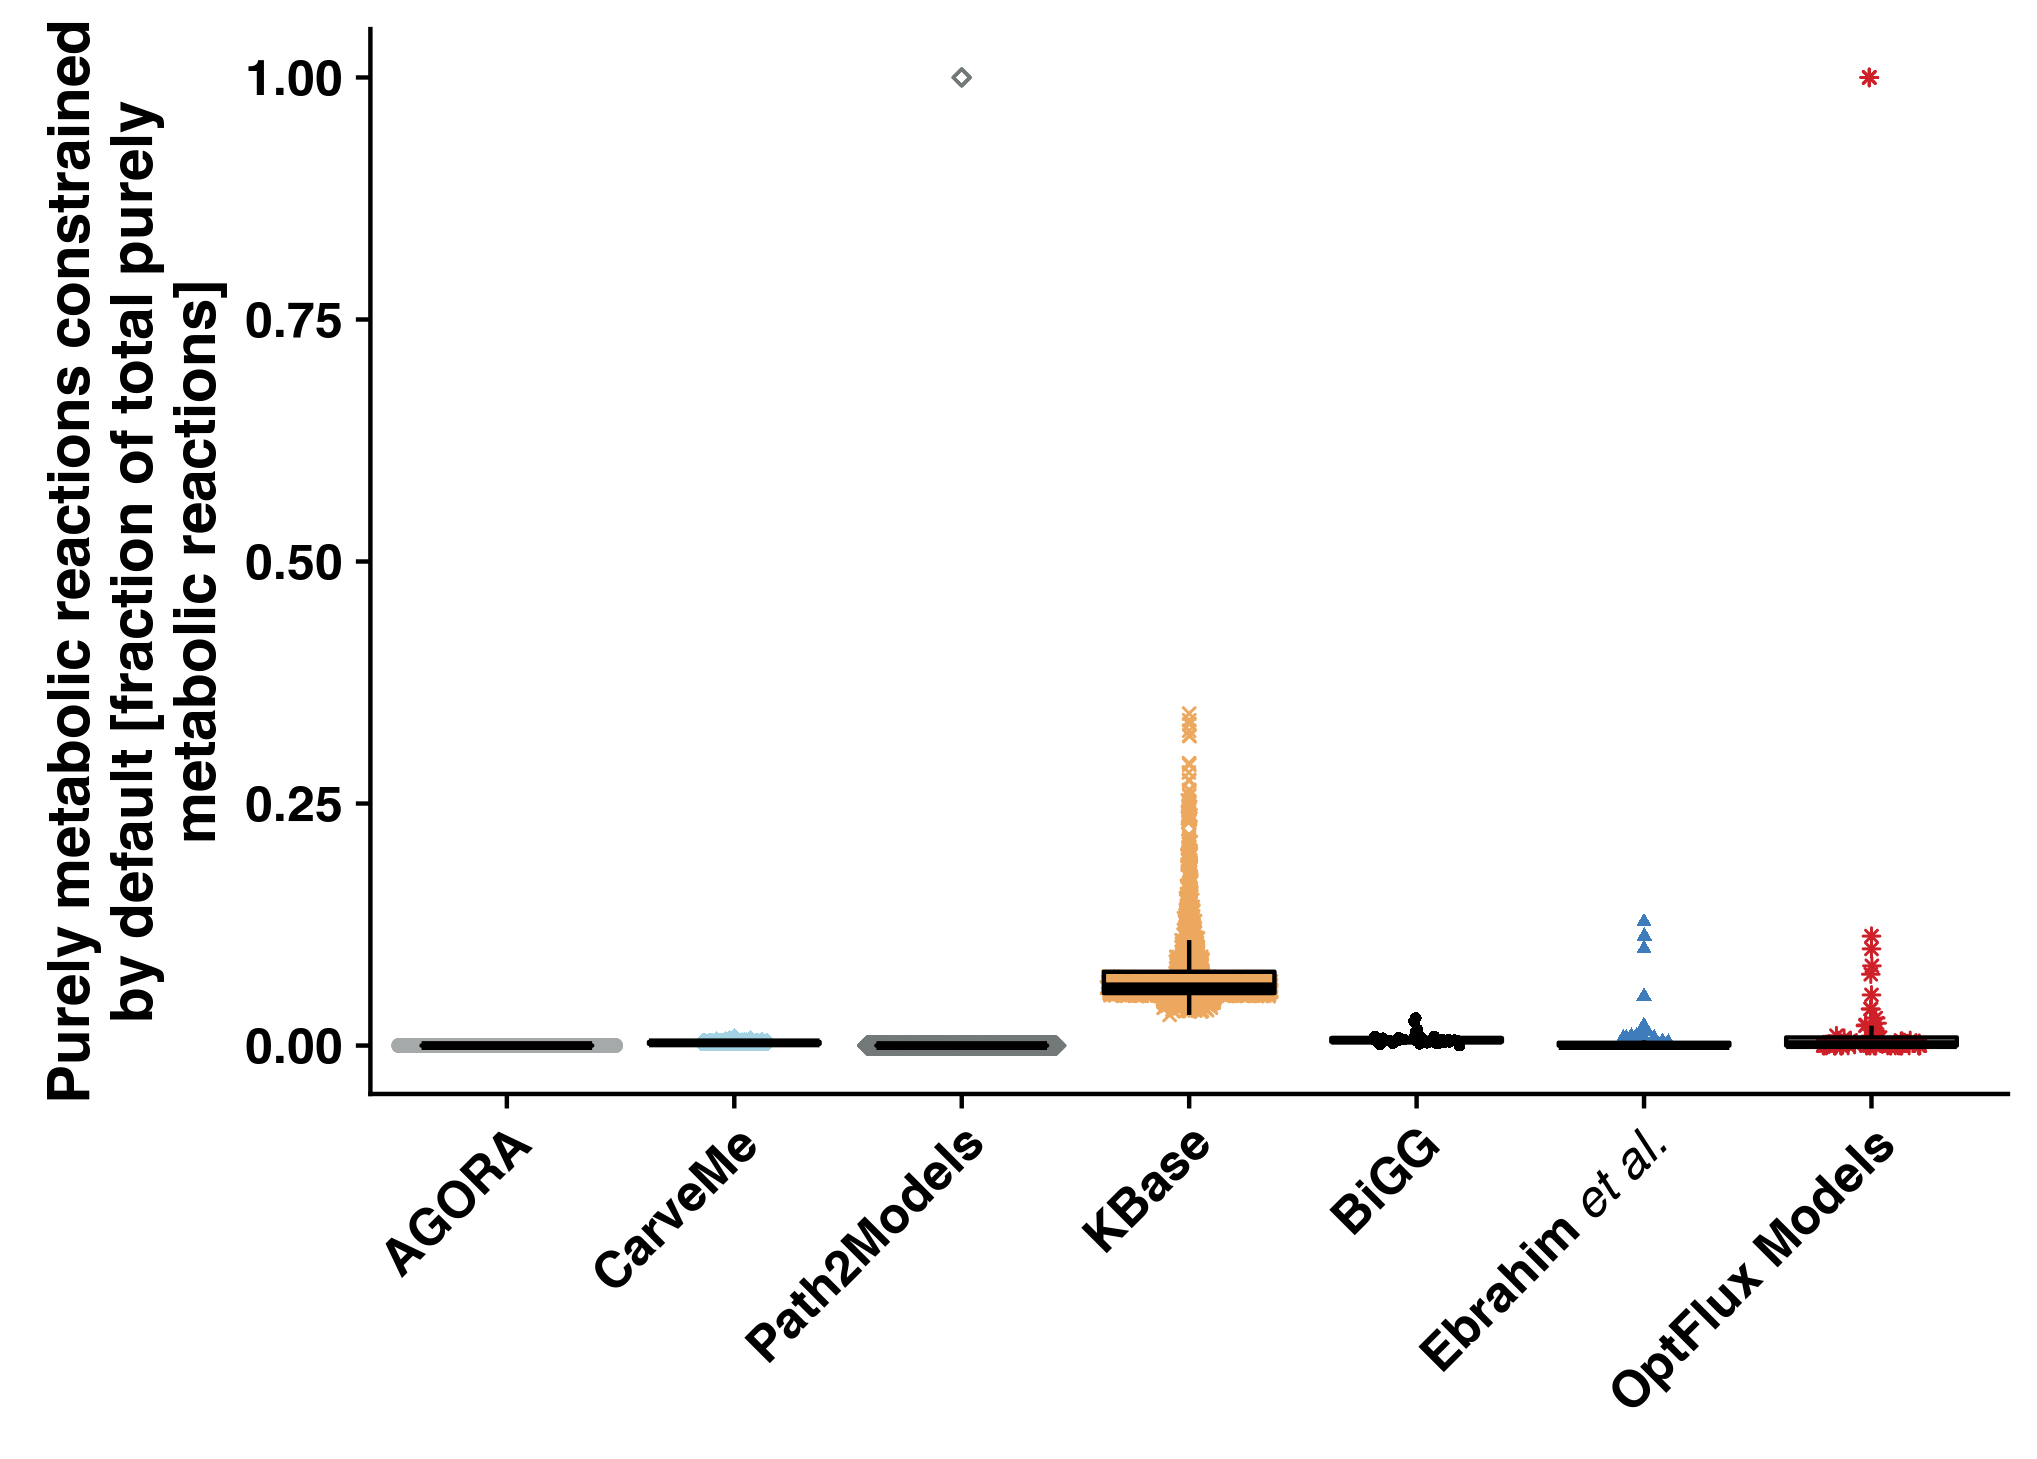 Purely metabolic reactions constrained
by default [fraction of total purely
metabolic reactions]
1.00
0.75
0.50
0.25
0.00
AGORA
CarveMe
Path2Models
KBase
BiGG
Ebrahim et al.
OptFlux Models